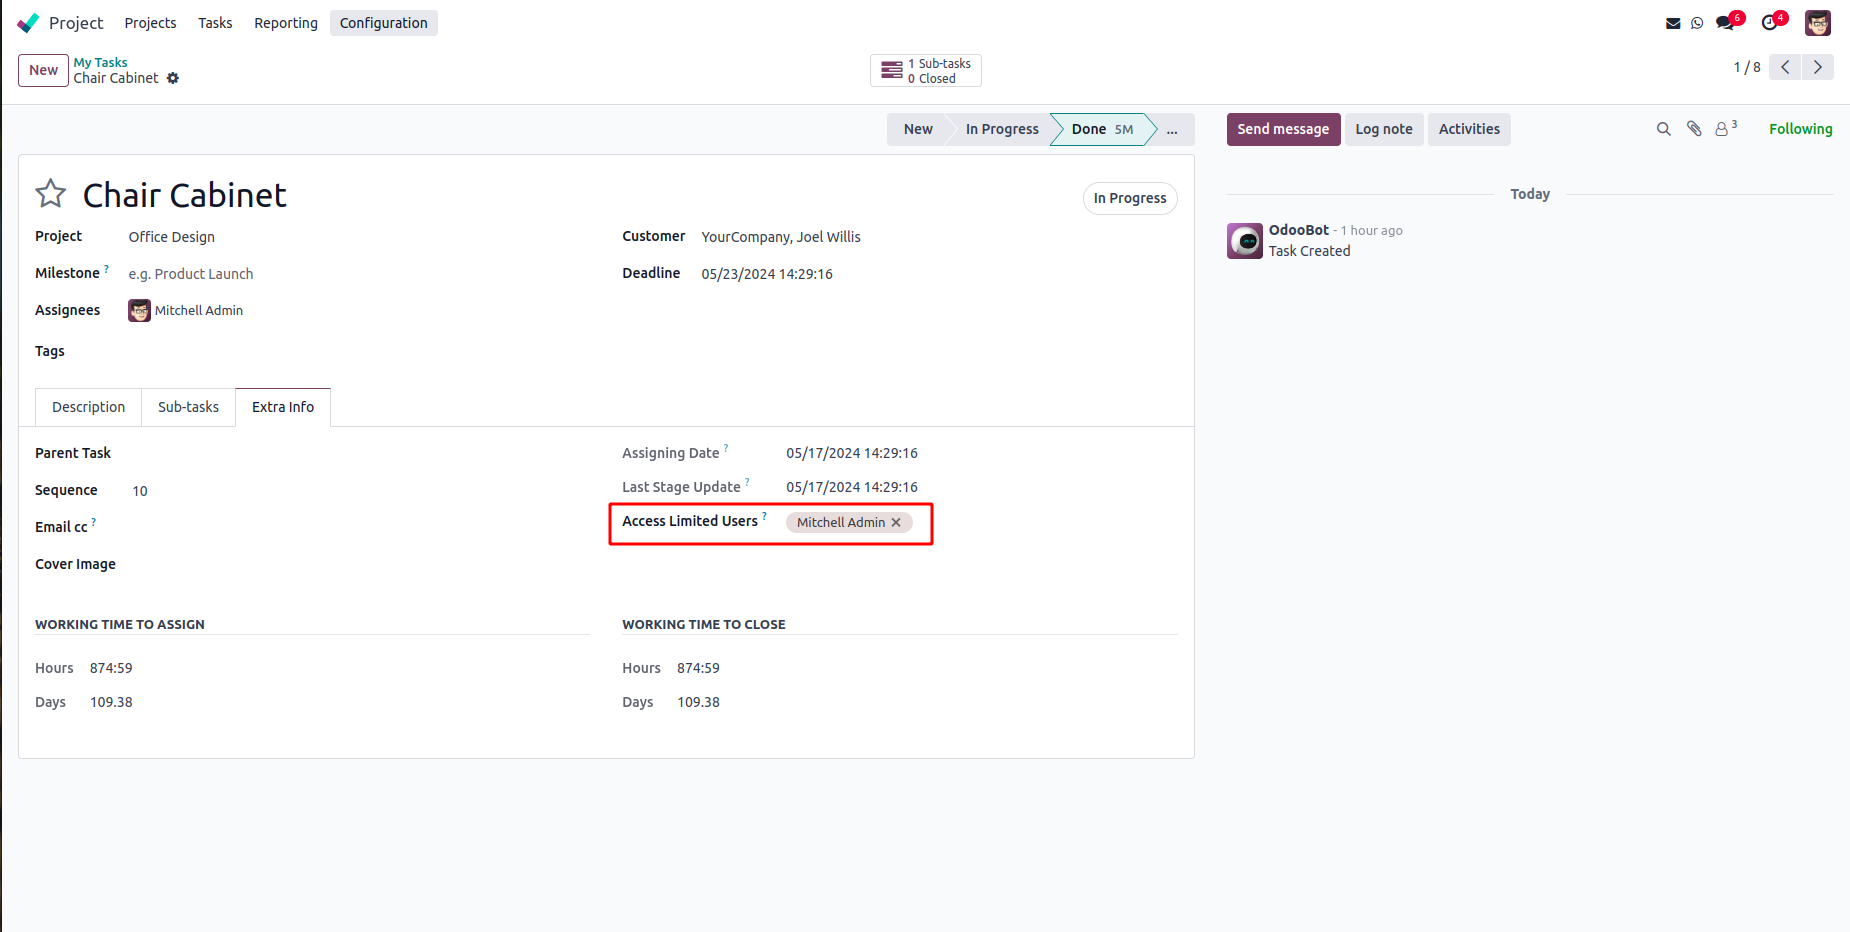 Project Projects Tasks Reporting Configuration 6 4
New My Tasks
Chair Cabinet
1 Sub-tasks
0 Closed
1 / 8
New In Progress Done 5M ...
Send message Log note Activities 3 Following
Chair Cabinet
In Progress
Project Office Design
Customer YourCompany, Joel Willis
Milestone ? e.g. Product Launch
Deadline 05/23/2024 14:29:16
Assignees Mitchell Admin
Tags
Today
OdooBot - 1 hour ago
Task Created
Description Sub-tasks Extra Info
Parent Task
Assigning Date ? 05/17/2024 14:29:16
Sequence 10
Last Stage Update ? 05/17/2024 14:29:16
Email cc ?
Access Limited Users ? Mitchell Admin ×
Cover Image
WORKING TIME TO ASSIGN
WORKING TIME TO CLOSE
Hours 874:59
Hours 874:59
Days 109.38
Days 109.38